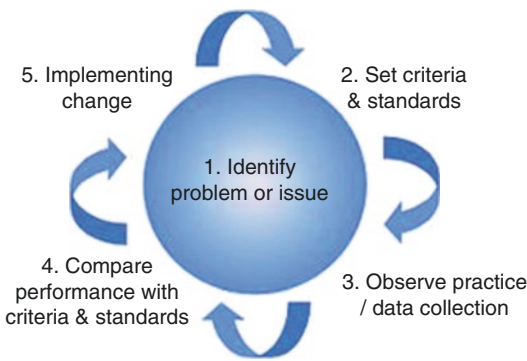 1. Identify
problem or issue
2. Set criteria
& standards
3. Observe practice
/ data collection
4. Compare
performance with
criteria & standards
5. Implementing
change